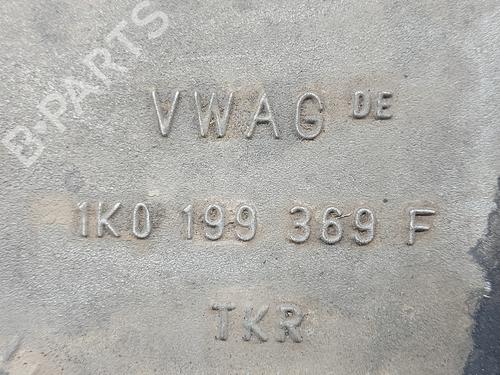 B-PARTS
VWAG DE
1K0 199 369 F
TKR